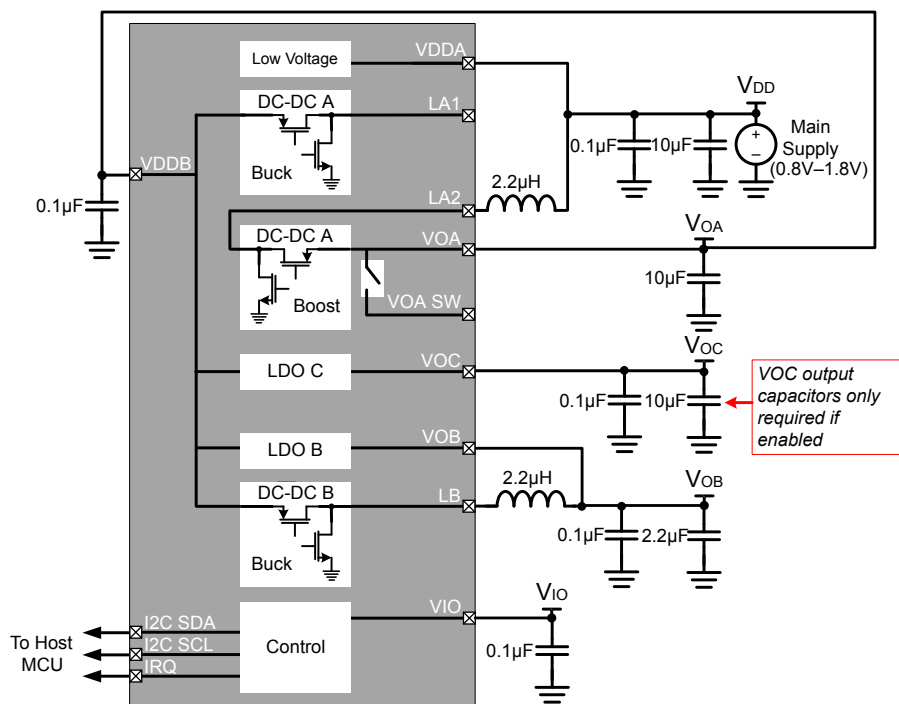 VDDA
Low Voltage
DC-DC A
LA1
Buck
VDD
0.1µF
10µF
Main
Supply
(0.8V–1.8V)
VDDB
0.1µF
LA2
2.2µH
DC-DC A
VOA
VOA
Boost
10µF
VOA SW
LDO C
VOC
VOC
0.1µF
10µF
VOC output
capacitors only
required if
enabled
LDO B
VOB
DC-DC B
LB
2.2µH
VOB
Buck
0.1µF
2.2µF
VIO
VIO
0.1µF
Control
I2C SDA
I2C SCL
IRQ
To Host
MCU